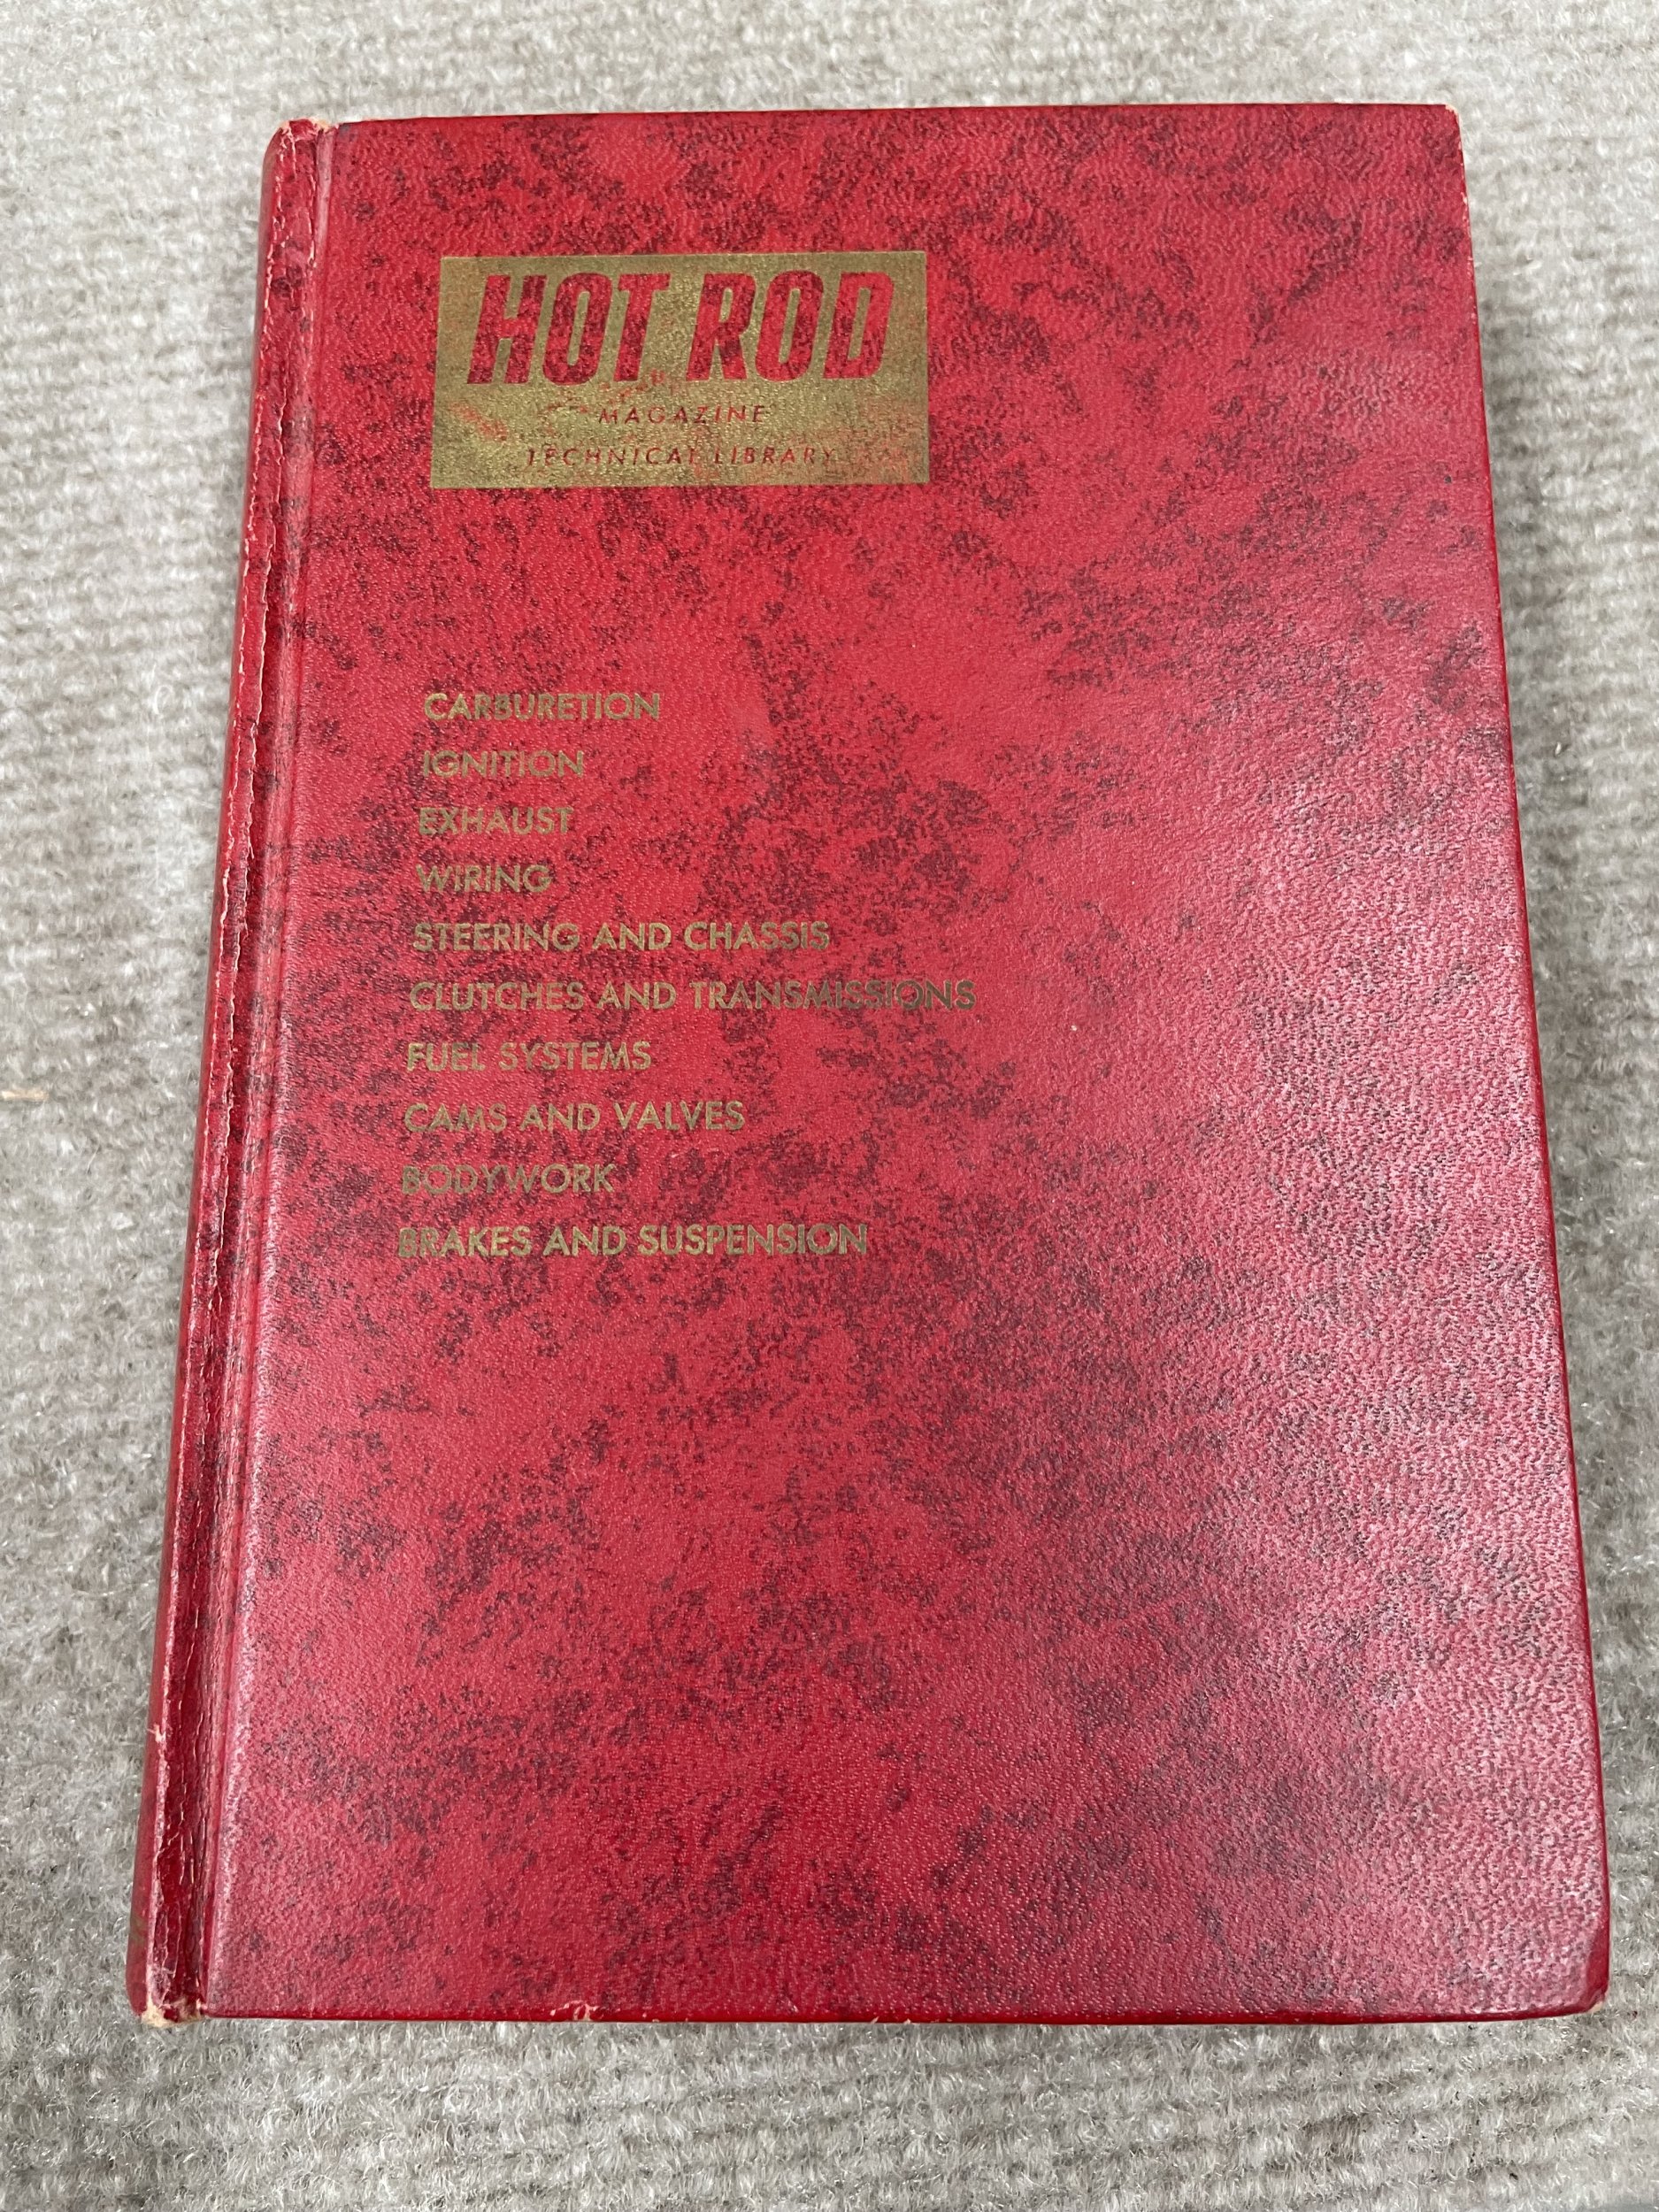 HOT ROD
MAGAZINE
TECHNICAL LIBRARY
CARBURETION
IGNITION
EXHAUST
WIRING
STEERING AND CHASSIS
CLUTCHES AND TRANSMISSIONS
FUEL SYSTEMS
CAMS AND VALVES
BODYWORK
BRAKES AND SUSPENSION